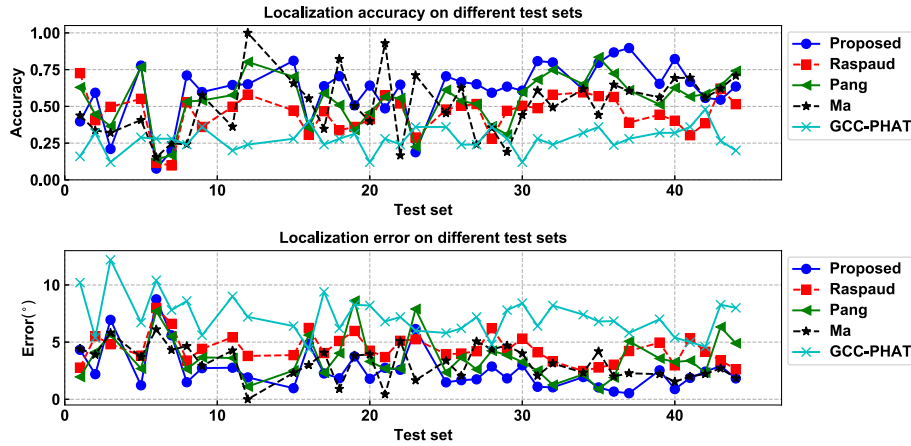 Localization accuracy on different test sets
1.00
0.75
0.50
0.25
0.00
Accuracy
0 10 20 30 40
Test set
Proposed
Raspaud
Pang
Ma
GCC-PHAT
Localization error on different test sets
10
5
0
Error(°)
0 10 20 30 40
Test set
Proposed
Raspaud
Pang
Ma
GCC-PHAT